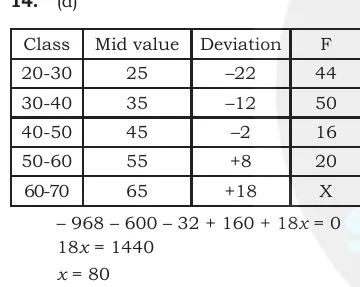 14. (d)
Class Mid value Deviation F
20-30 25 –22 44
30-40 35 –12 50
40-50 45 –2 16
50-60 55 +8 20
60-70 65 +18 X
– 968 – 600 – 32 + 160 + 18x = 0
18x = 1440
x = 80